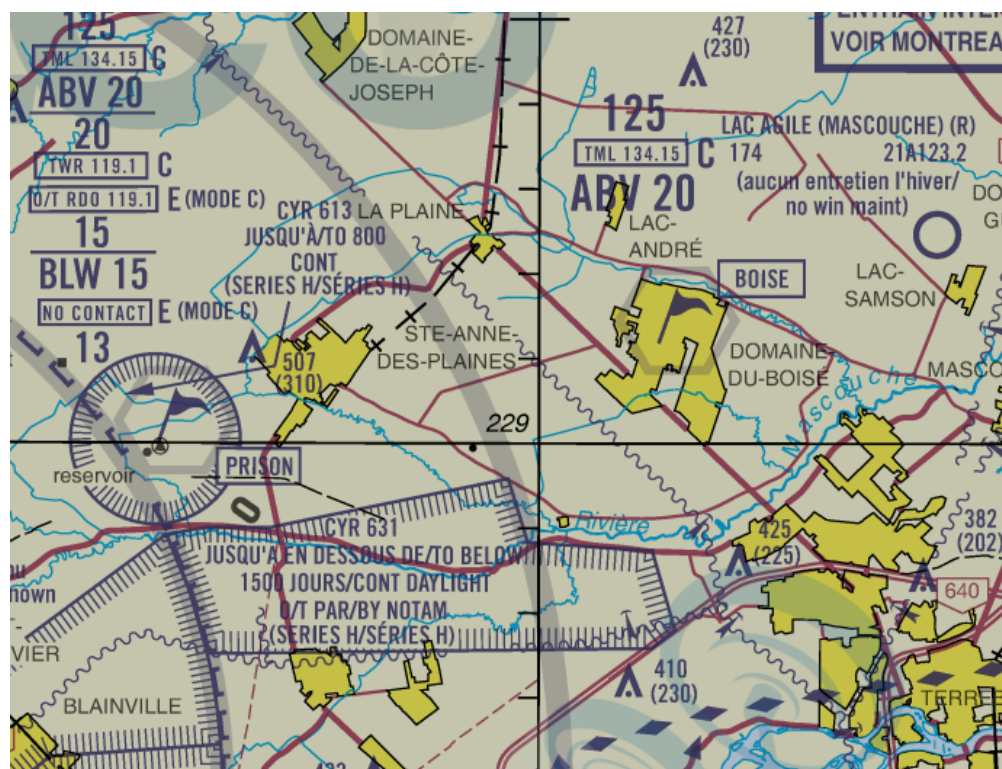 125
TML 134.15 C
ABV 20
20
TWR 119.1 C
O/T RDO 119.1 E (MODE C)
15
BLW 15
NO CONTACT E (MODE C)
13
DOMAINE-
DE-LA-CÔTE-
JOSEPH
427
(230)
VOIR MONTREA
125
TML 134.15 C
ABV 20
LAC AGILE (MASCOUCHE) (R)
174 21A123.2
(aucun entretien l'hiver/
no win maint)
CYR 613
JUSQU'À/TO 800
CONT
(SERIES H/SÉRIES H)
LA PLAINE
LAC-
ANDRÉ
BOISE
LAC-
SAMSON
DO
STE-ANNE-
DES-PLAINES
507
(310)
DOMAINE-
DU-BOISÉ
MASCO
Mascouche
229
reservoir
PRISON
0
Rivière
CYR 631
JUSQU'À EN DESSOUS DE/TO BELOW
1500 JOURS/CONT DAYLIGHT
O/T PAR/BY NOTAM
(SERIES H/SÉRIES H)
425
(225)
382
(202)
640
nown
VIER
BLAINVILLE
410
(230)
TERRE